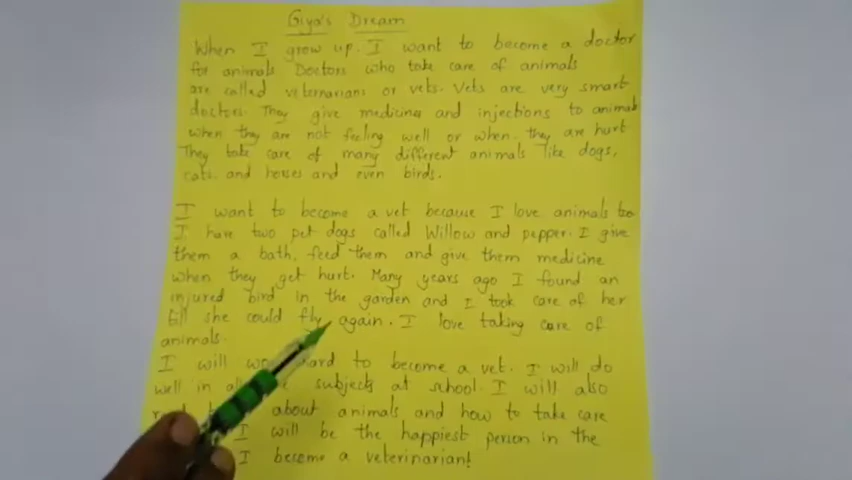 Giya's Dream
When I grow up. I want to become a doctor
for animals Doctors who take care of animals
are called veternarians or vets. Vets are very smart
doctors. They give medicine and injections to animals
when they are not feeling well or when. they are hurt
They take care of many different animals like dogs,
cats and horses and even birds.
I want to become a vet because I love animals too
I have two pet dogs called Willow and pepper. I give
them a bath, feed them and give them medicine
when they get hurt. Many years ago I found an
injured bird in the garden and I took care of her
till she could fly again. I love taking care of
animals.
I will hard to become a vet. I will do
well in subjects at school. I will also
about animals and how to take care
I will be the happiest person in the
I become a veterinarian!